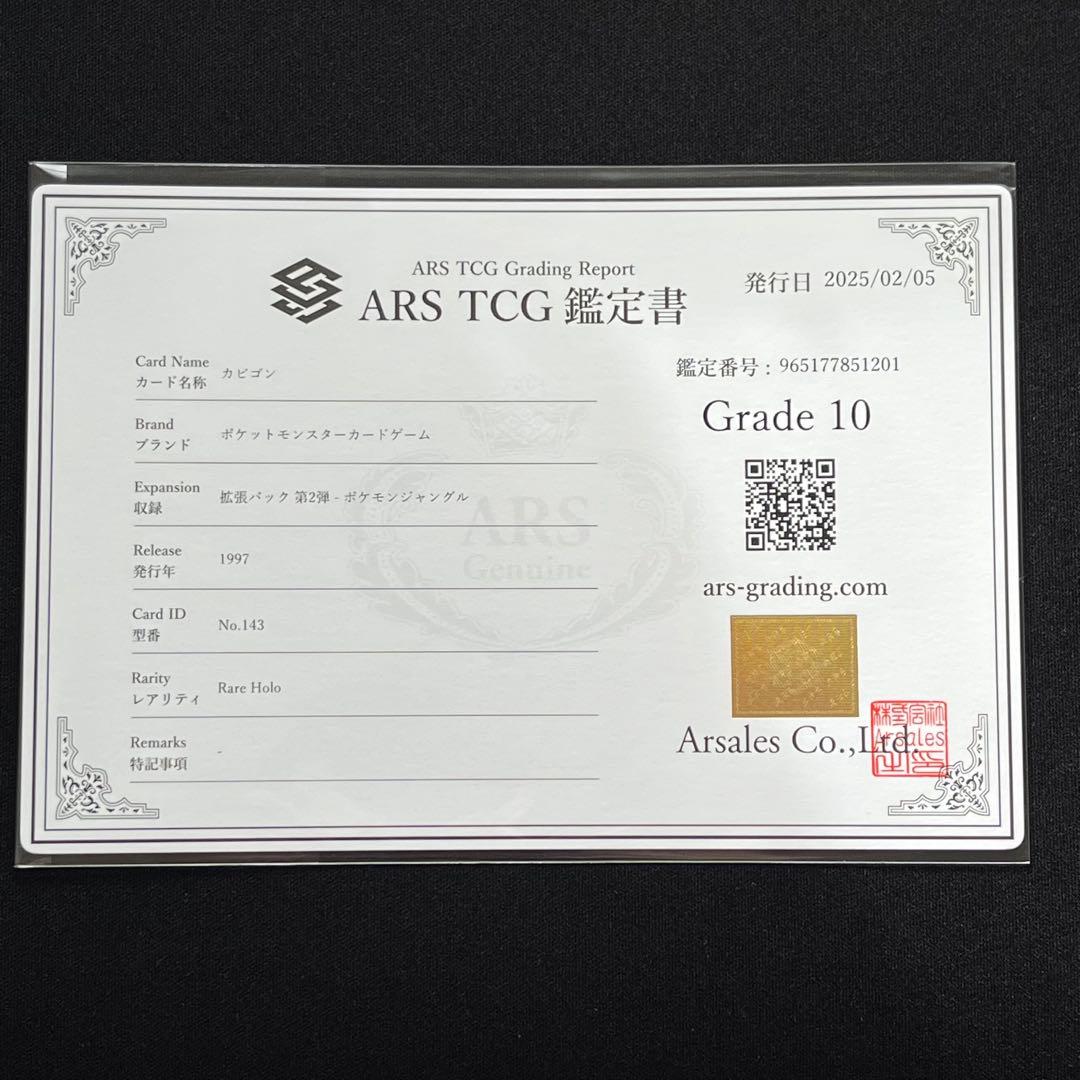 ARS TCG Grading Report
ARS TCG 鑑定書
発行日 2025/02/05
Card Name
カード名称
カビゴン
Brand
ブランド
ポケットモンスターカードゲーム
Expansion
収録
拡張パック 第2弾 - ポケモンジャングル
Release
発行年
1997
Card ID
型番
No.143
Rarity
レアリティ
Rare Holo
Remarks
特記事項
-
ARS
Genuine
鑑定番号 : 965177851201
Grade 10
ars-grading.com
Arsales Co.,Ltd.
株式会社
Arsales